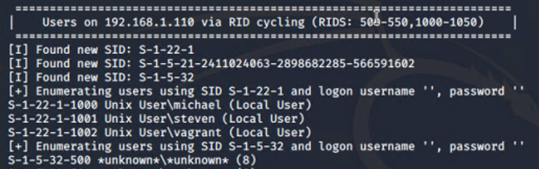 ==========================================================================
|    Users on 192.168.1.110 via RID cycling (RIDS: 500-550,1000-1050)    |
==========================================================================
[I] Found new SID: S-1-22-1
[I] Found new SID: S-1-5-21-2411024063-2898682285-566591602
[I] Found new SID: S-1-5-32
[+] Enumerating users using SID S-1-22-1 and logon username '', password ''
S-1-22-1-1000 Unix User\michael (Local User)
S-1-22-1-1001 Unix User\steven (Local User)
S-1-22-1-1002 Unix User\vagrant (Local User)
[+] Enumerating users using SID S-1-5-32 and logon username '', password ''
S-1-5-32-500 *unknown*\*unknown* (8)